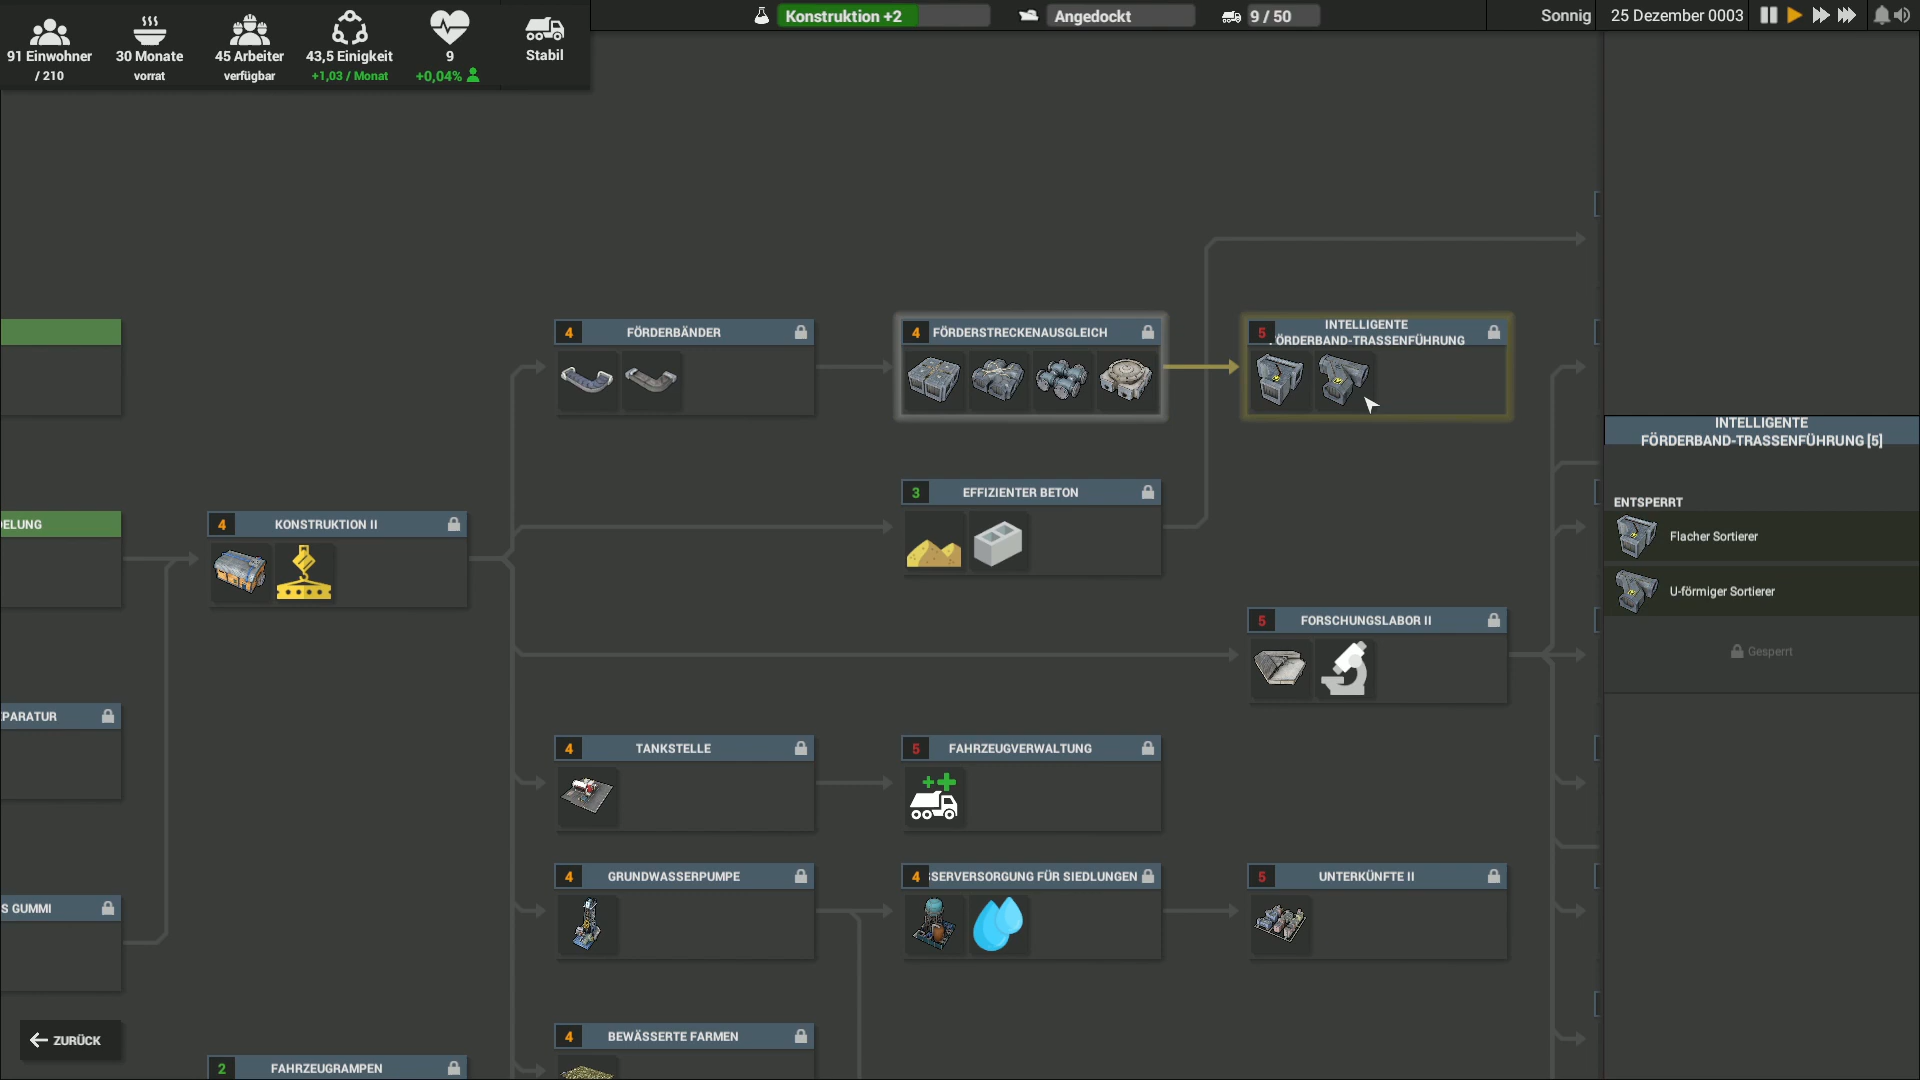 91 Einwohner
/ 210
30 Monate
vorrat
45 Arbeiter
verfügbar
43,5 Einigkeit
+1,03 / Monat
9
+0,04%
Stabil
Konstruktion +2
Angedockt
9 / 50
Sonnig
25 Dezember 0003
4 FÖRDERBÄNDER
4 FÖRDERSTRECKENAUSGLEICH
5 INTELLIGENTE
ÖRDERBAND-TRASSENFÜHRUNG
INTELLIGENTE
FÖRDERBAND-TRASSENFÜHRUNG [5]
ENTSPERRT
Flacher Sortierer
U-förmiger Sortierer
Gesperrt
3 EFFIZIENTER BETON
ELUNG
4 KONSTRUKTION II
5 FORSCHUNGSLABOR II
PARATUR
4 TANKSTELLE
5 FAHRZEUGVERWALTUNG
4 GRUNDWASSERPUMPE
4 SSERVERSORGUNG FÜR SIEDLUNGEN
5 UNTERKÜNFTE II
S GUMMI
4 BEWÄSSERTE FARMEN
ZURÜCK
2 FAHRZEUGRAMPEN